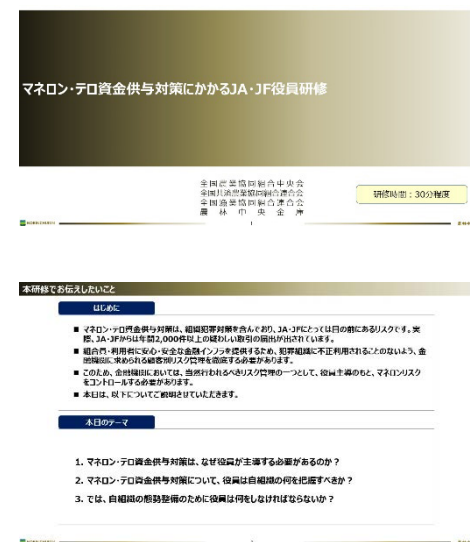 マネロン・テロ資金供与対策にかかるJA・JF役員研修
全国農業協同組合中央会
全国共済農業協同組合連合会
全国漁業協同組合連合会
農林中央金庫
研修時間：30分程度
本研修でお伝えしたいこと
はじめに
■ マネロン・テロ資金供与対策は、組織犯罪対策を含んでおり、JA・JFにとっては目の前にあるリスクです。実
際、JA・JFからは年間2,000件以上の疑わしい取引の届出が出されています。
■ 組合員・利用者に安心・安全な金融インフラを提供するため、犯罪組織に不正利用されることのないよう、金
融機関に求められる顧客別リスク管理を徹底する必要があります。
■ このため、金融機関においては、当然行われるべきリスク管理の一つとして、役員主導のもと、マネロンリスク
をコントロールする必要があります。
■ 本日は、以下についてご説明させていただきます。
本日のテーマ
1. マネロン・テロ資金供与対策は、なぜ役員が主導する必要があるのか？
2. マネロン・テロ資金供与対策について、役員は自組織の何を把握すべきか？
3. では、自組織の態勢整備のために役員は何をしなければならないか？